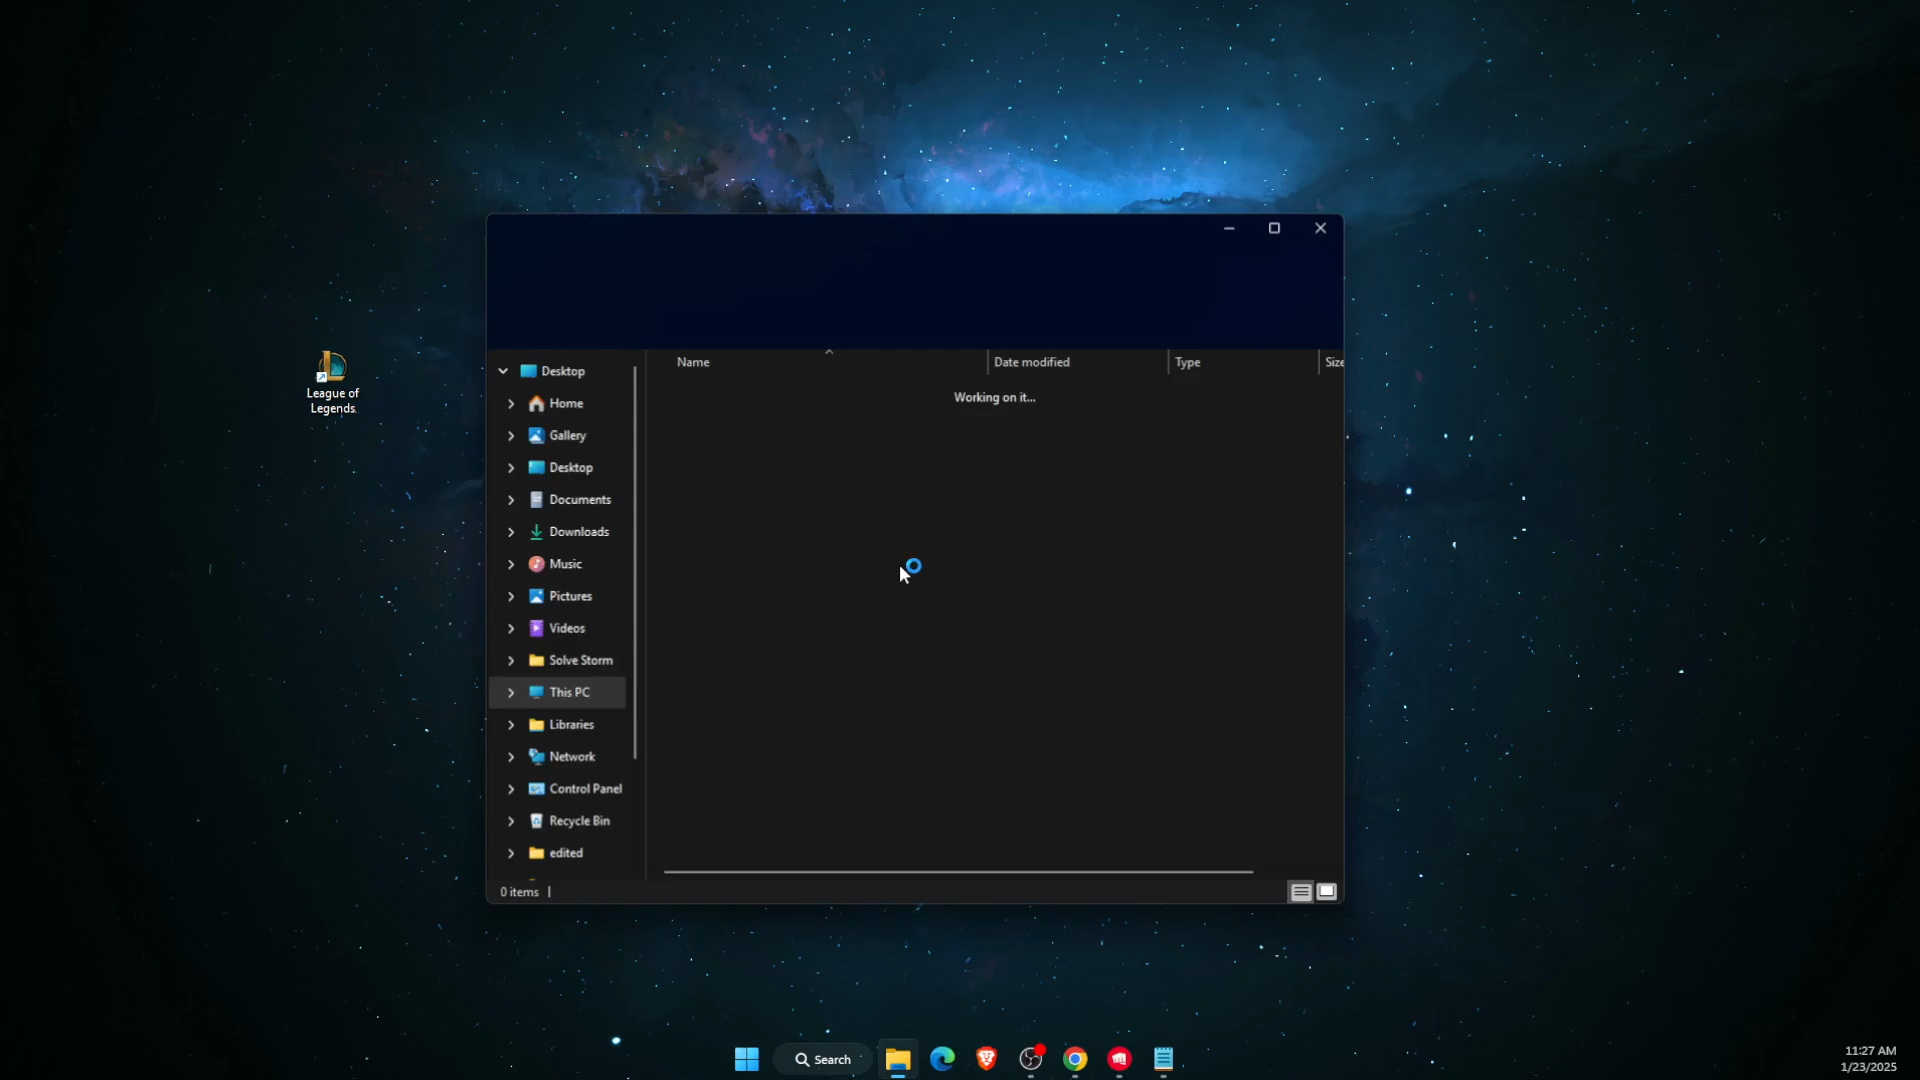 League of
Legends
Name
Date modified
Type
Size
Working on it...
Desktop
Home
Gallery
Desktop
Documents
Downloads
Music
Pictures
Videos
Solve Storm
This PC
Libraries
Network
Control Panel
Recycle Bin
edited
0 items
Search
11:27 AM
1/23/2025